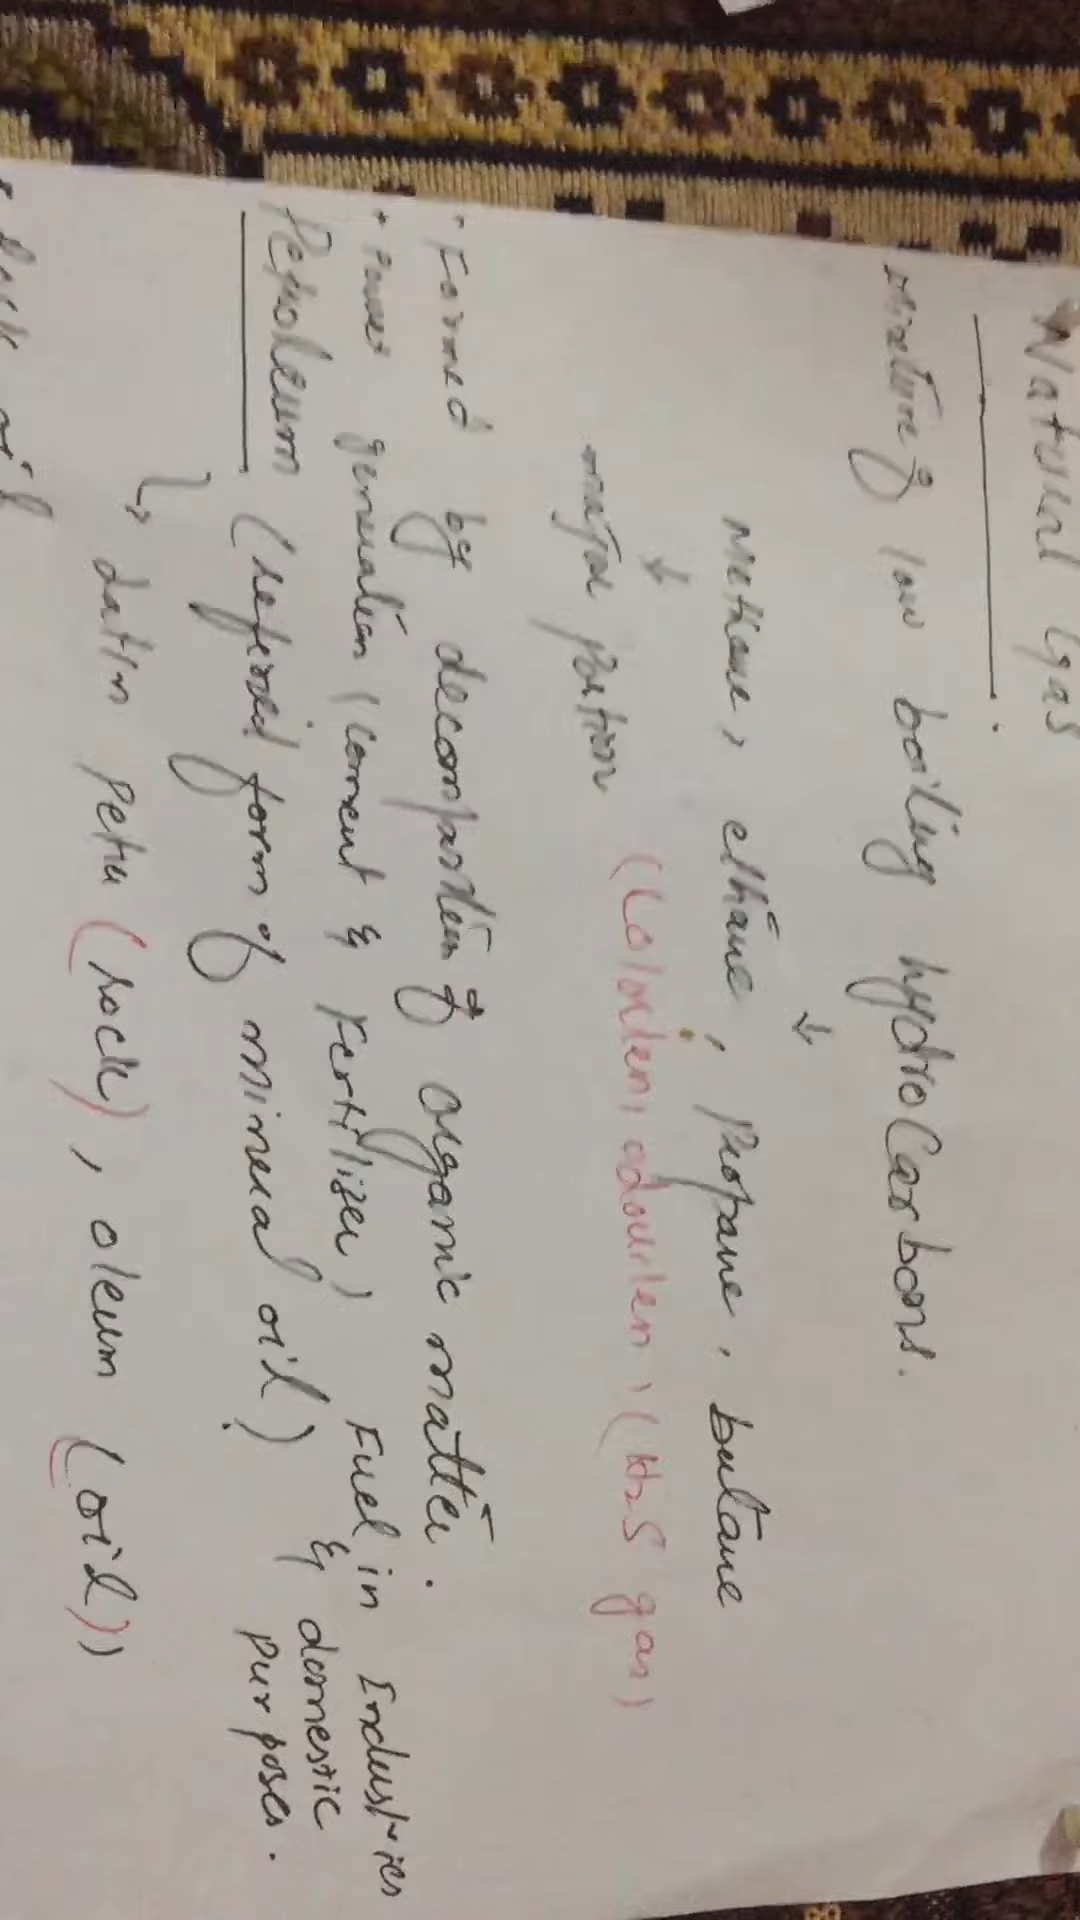 Natural Gas
Mixture of low boiling hydroCarbons.
↓
Methane, ethane, Propane, butane
↓
major portion (Colorlen, odourlen, (H₂S gas)
• Formed by decomposition of organic matter.
• Power generation (Cement & Fertilizer) Fuel in Industries
& domestic
purposes.
Petroleum (refined form of mineral oil)
↳ Latin Petra (rock), oleum (oil))